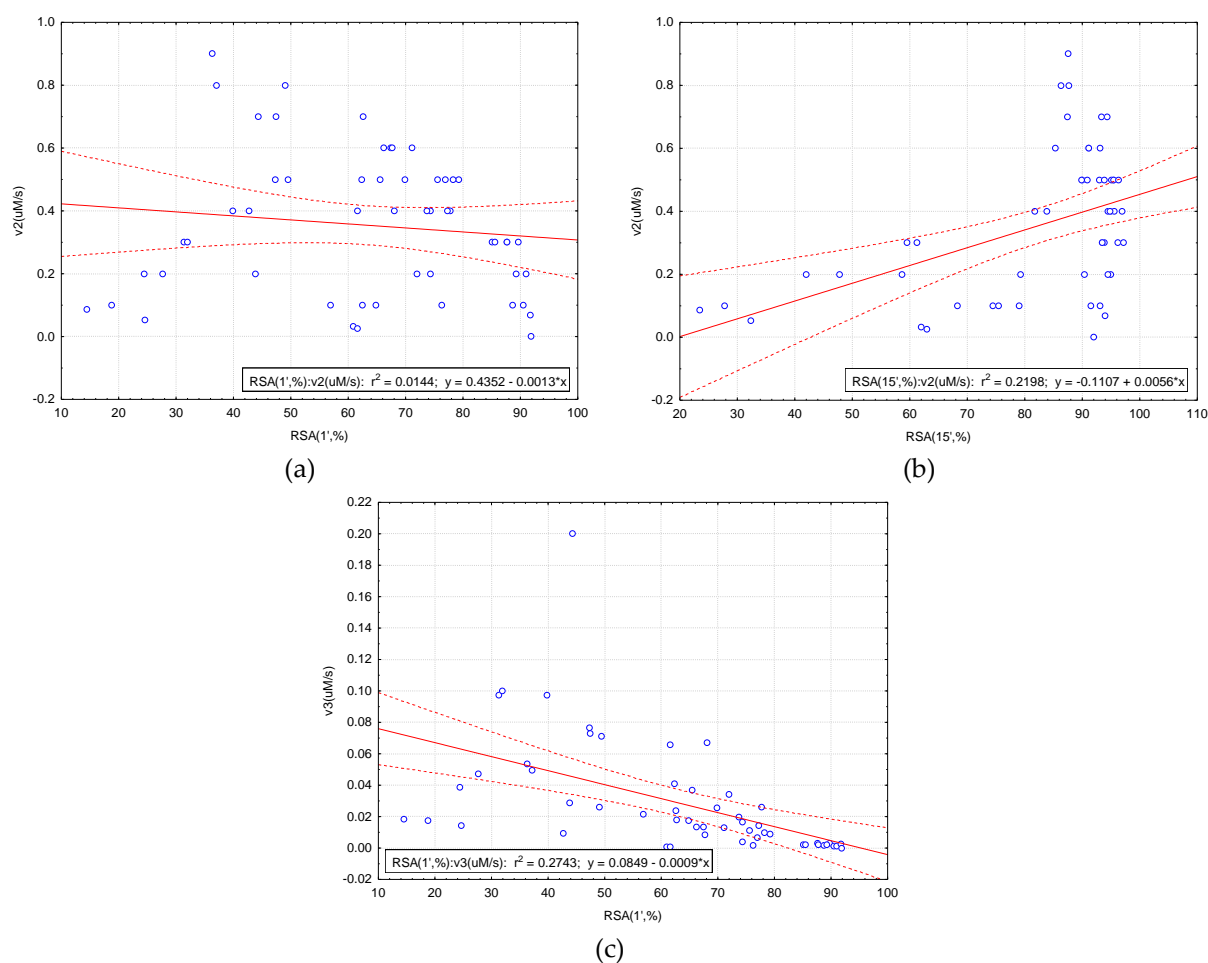 1.0
0.8
0.6
0.4
0.2
0.0
-0.2
v2(uM/s)
RSA(1',%):v2(uM/s): r² = 0.0144; y = 0.4352 - 0.0013*x
10 20 30 40 50 60 70 80 90 100
RSA(1',%)
(a)
1.0
0.8
0.6
0.4
0.2
0.0
-0.2
v2(uM/s)
RSA(15',%):v2(uM/s): r² = 0.2198; y = -0.1107 + 0.0056*x
20 30 40 50 60 70 80 90 100 110
RSA(15',%)
(b)
0.22
0.20
0.18
0.16
0.14
0.12
0.10
0.08
0.06
0.04
0.02
0.00
-0.02
v3(uM/s)
RSA(1',%):v3(uM/s): r² = 0.2743; y = 0.0849 - 0.0009*x
10 20 30 40 50 60 70 80 90 100
RSA(1',%)
(c)